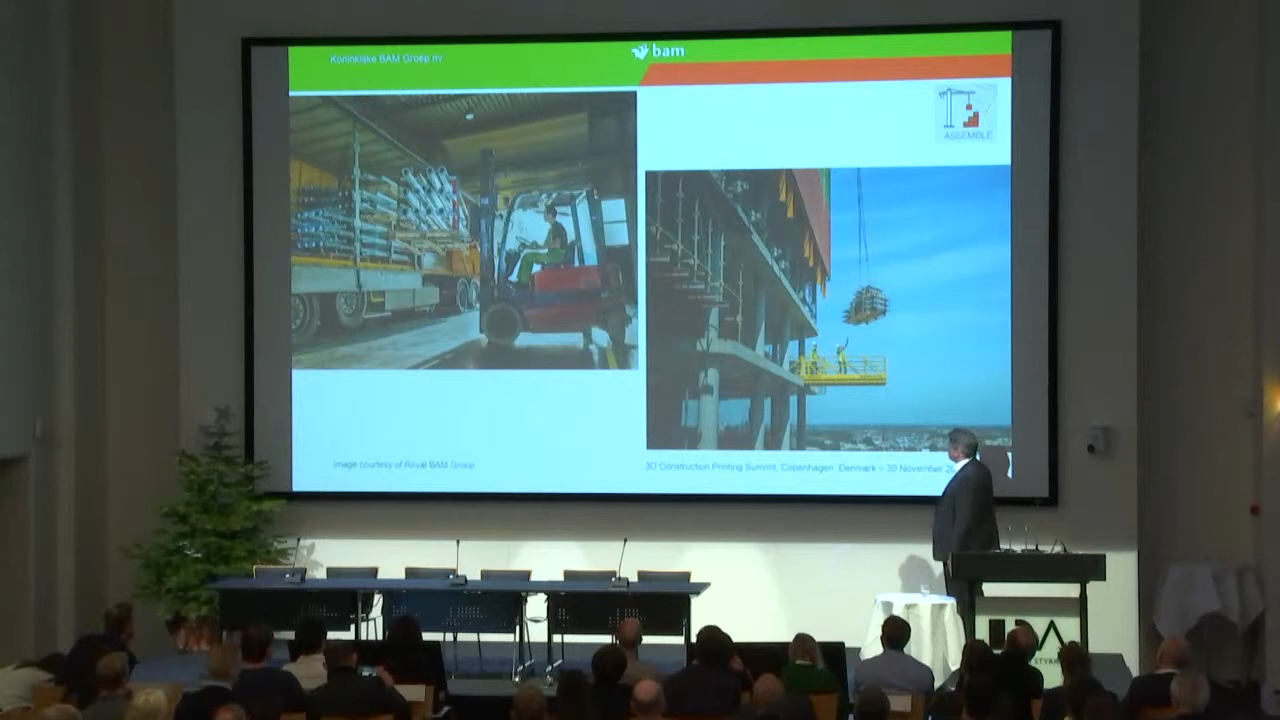 Koninklijke BAM Groep nv
bam
ASSEMBLE
Image courtesy of Royal BAM Group
3D Construction Printing Summit, Copenhagen, Denmark – 30 November